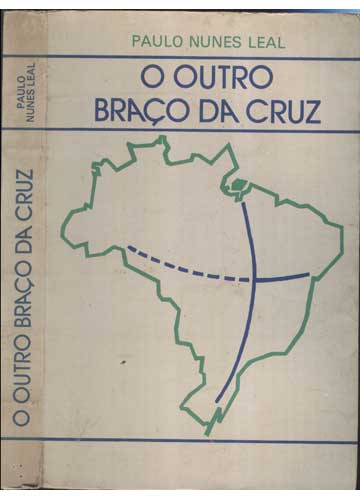 PAULO NUNES LEAL
O OUTRO
BRAÇO DA CRUZ
PAULO
NUNES LEAL
O OUTRO BRAÇO DA CRUZ